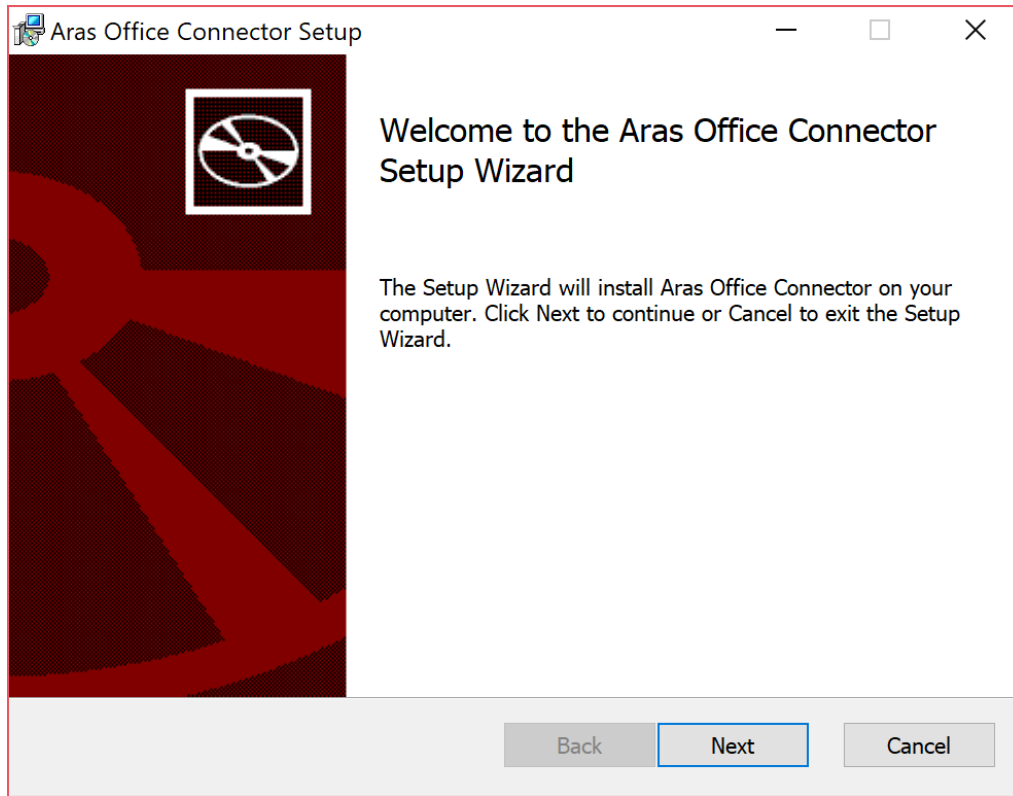 Aras Office Connector Setup
Welcome to the Aras Office Connector
Setup Wizard
The Setup Wizard will install Aras Office Connector on your
computer. Click Next to continue or Cancel to exit the Setup
Wizard.
Back Next Cancel